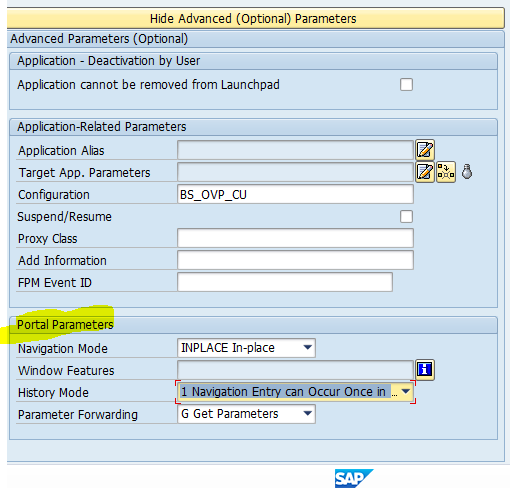 Hide Advanced (Optional) Parameters
Advanced Parameters (Optional)
Application - Deactivation by User
Application cannot be removed from Launchpad
Application-Related Parameters
Application Alias
Target App. Parameters
Configuration BS_OVP_CU
Suspend/Resume
Proxy Class
Add Information
FPM Event ID
Portal Parameters
Navigation Mode INPLACE In-place
Window Features
History Mode 1 Navigation Entry can Occur Once in ...
Parameter Forwarding G Get Parameters
SAP